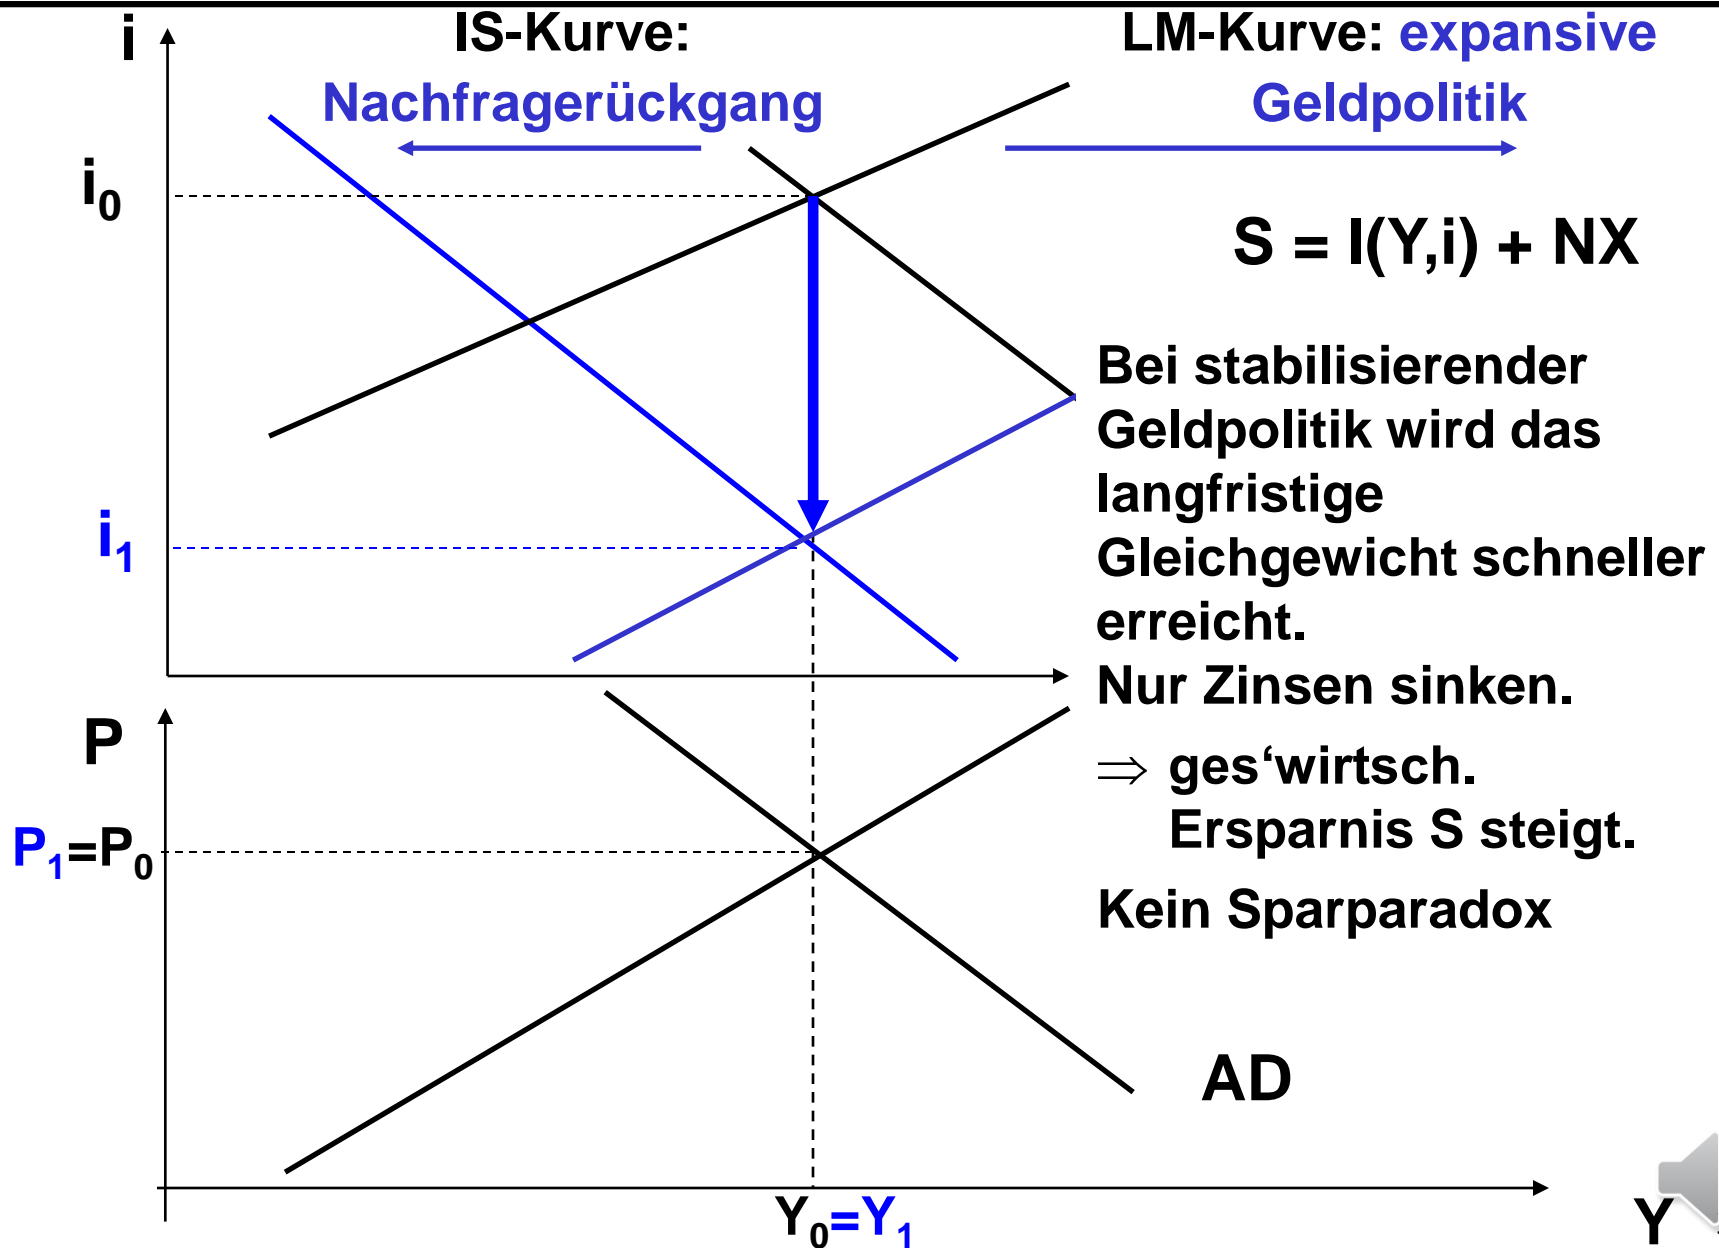 i
IS-Kurve:
Nachfragerückgang
LM-Kurve: expansive
Geldpolitik
i₀
S = I(Y,i) + NX
Bei stabilisierender
Geldpolitik wird das
langfristige
Gleichgewicht schneller
erreicht.
Nur Zinsen sinken.
⇒ ges‘wirtsch.
Ersparnis S steigt.
Kein Sparparadox
i₁
P
P₁=P₀
AD
Y₀=Y₁
Y